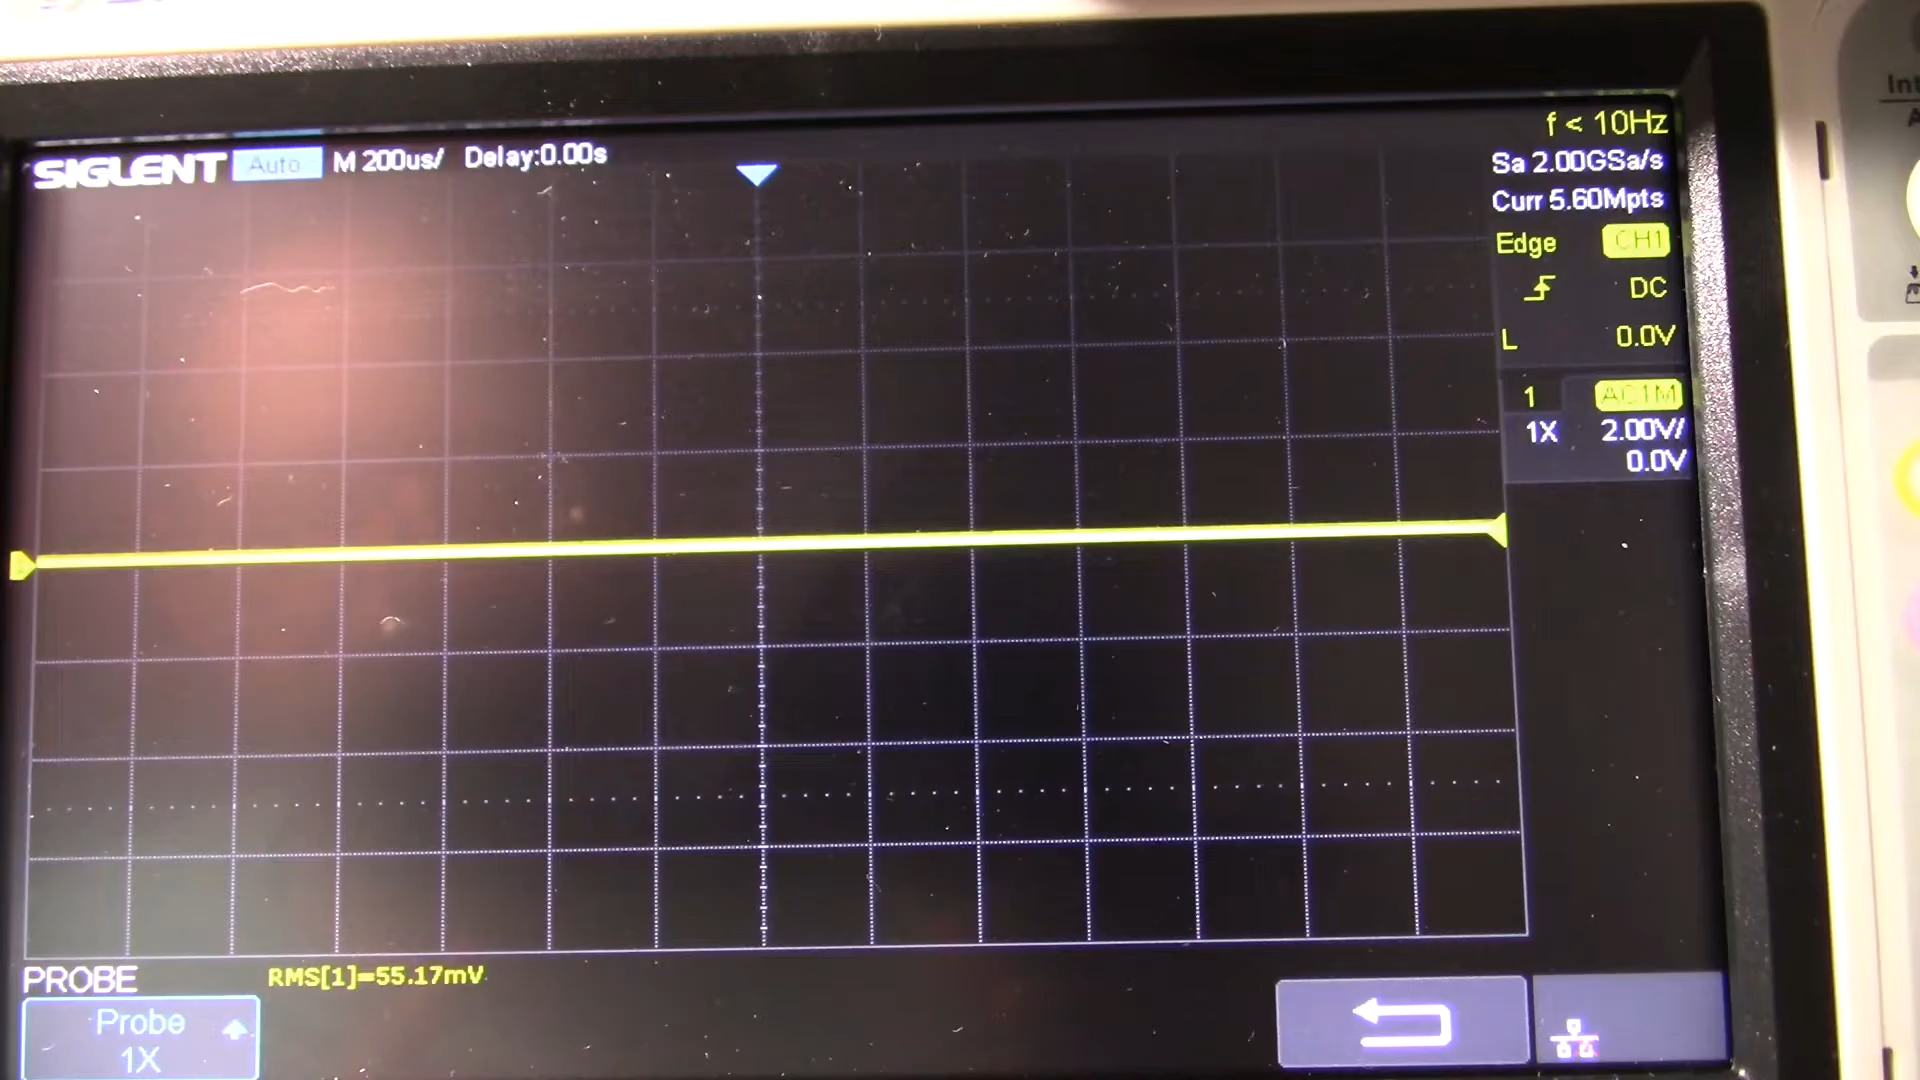 SIGLENT Auto M 200us/ Delay:0.00s
f < 10Hz
Sa 2.00GSa/s
Curr 5.60Mpts
Edge CH1
DC
L 0.0V
1 AC1M
1X 2.00V/
0.0V
PROBE RMS[1]=55.17mV
Probe
1X